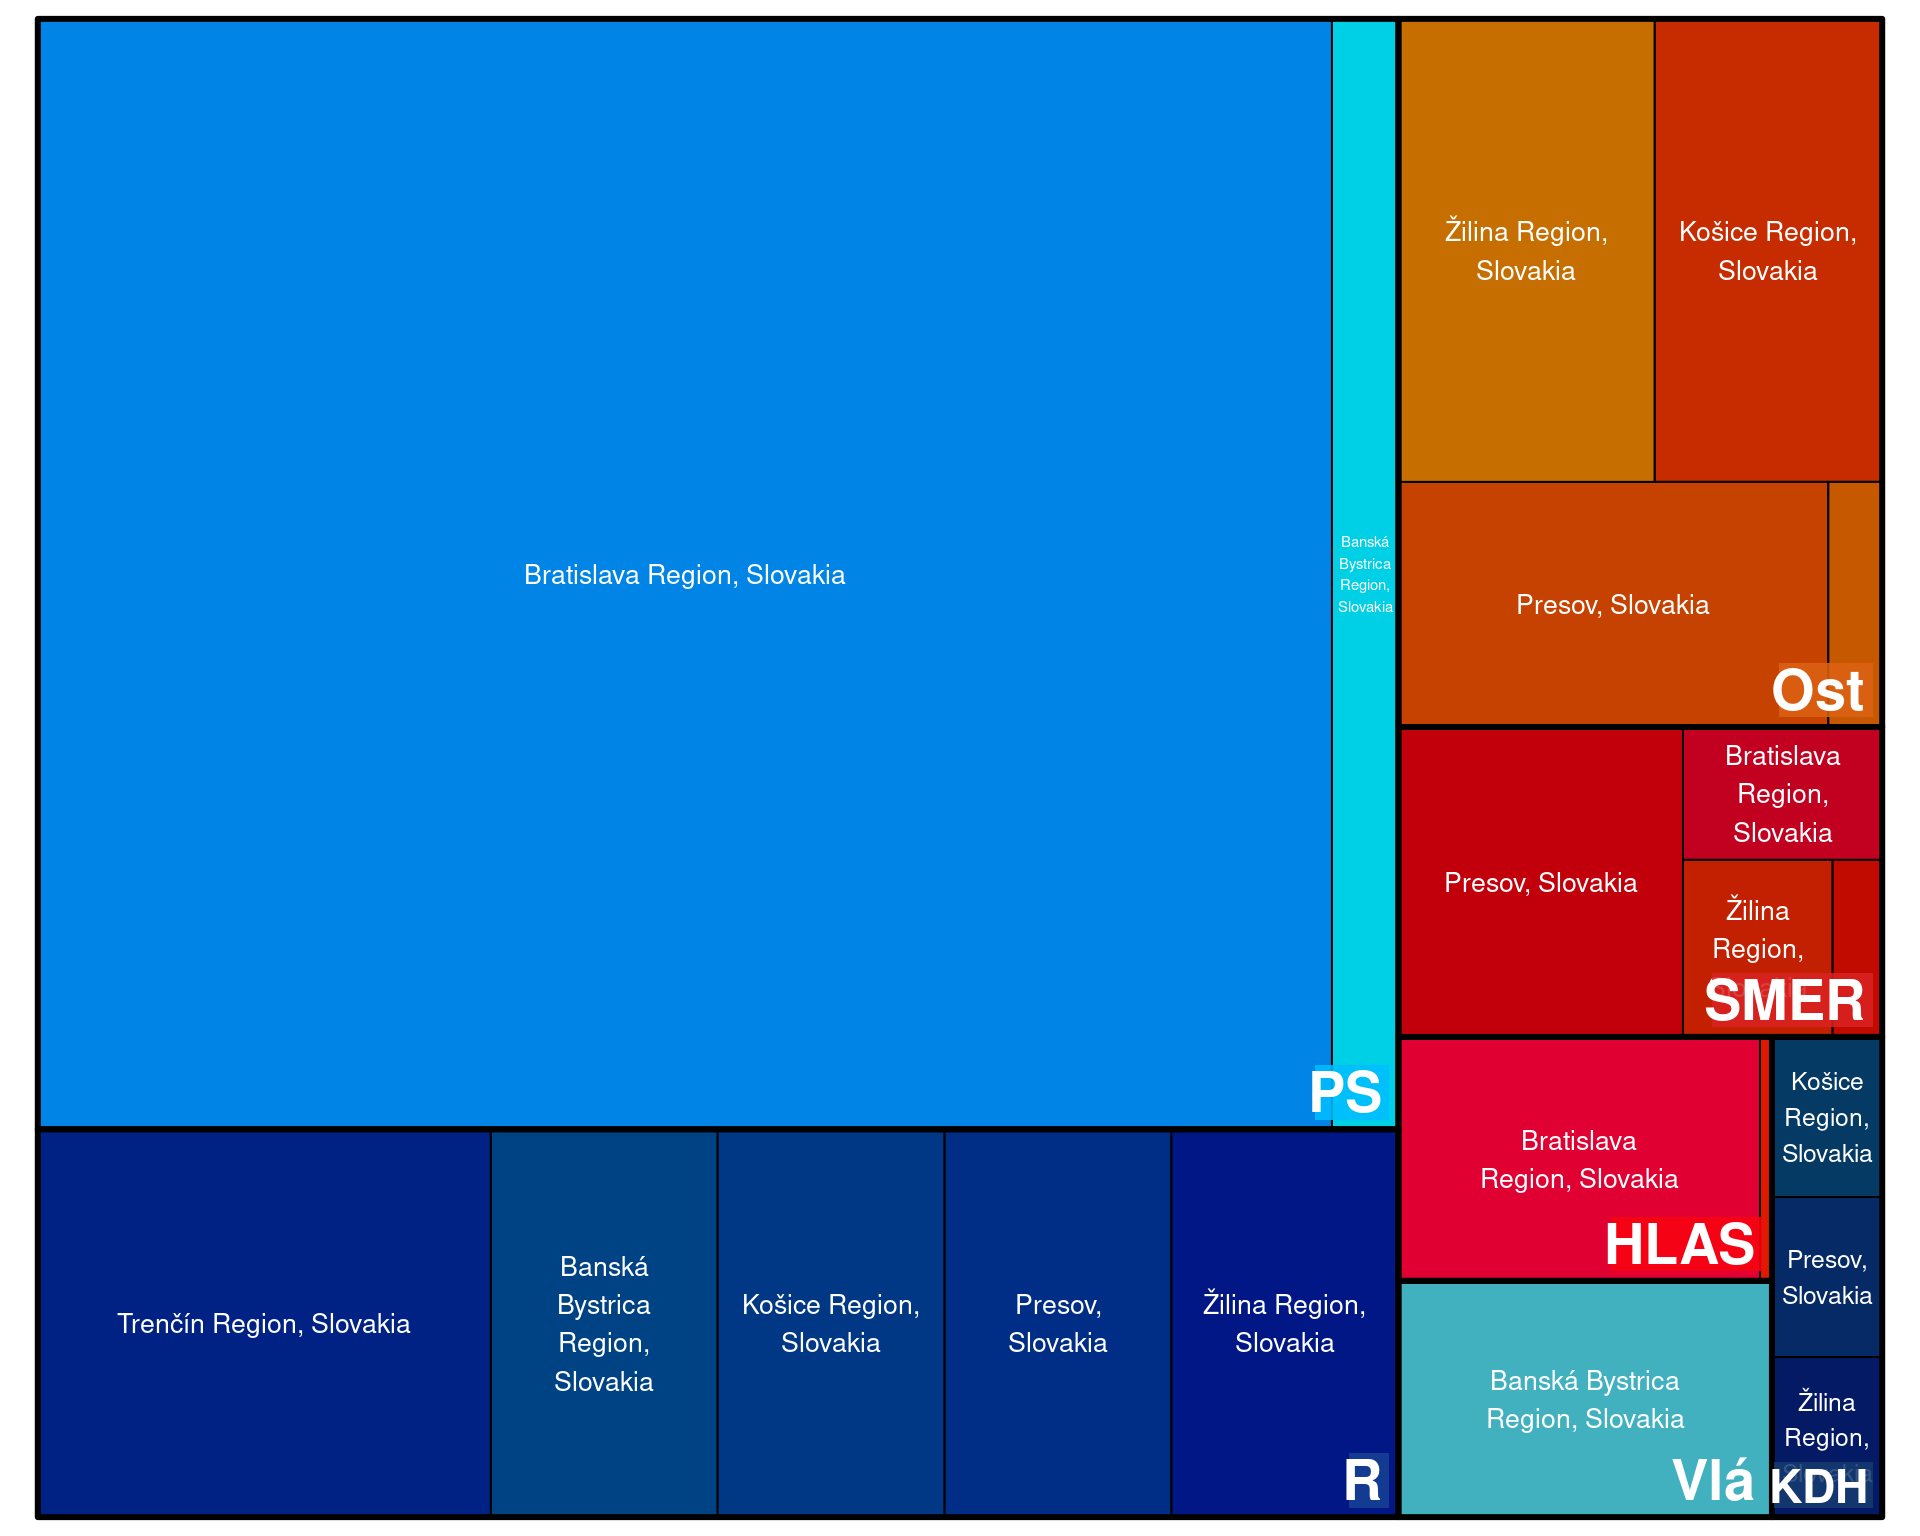 Bratislava Region, Slovakia
Banská
Bystrica
Region,
Slovakia
PS
Trenčín Region, Slovakia
Banská
Bystrica
Region,
Slovakia
Košice Region,
Slovakia
Presov,
Slovakia
Žilina Region,
Slovakia
R
Žilina Region,
Slovakia
Košice Region,
Slovakia
Presov, Slovakia
Ost
Presov, Slovakia
Bratislava
Region,
Slovakia
Žilina
Region,
SMER
Bratislava
Region, Slovakia
HLAS
Banská Bystrica
Region, Slovakia
Vlá
Košice
Region,
Slovakia
Presov,
Slovakia
Žilina
Region,
KDH